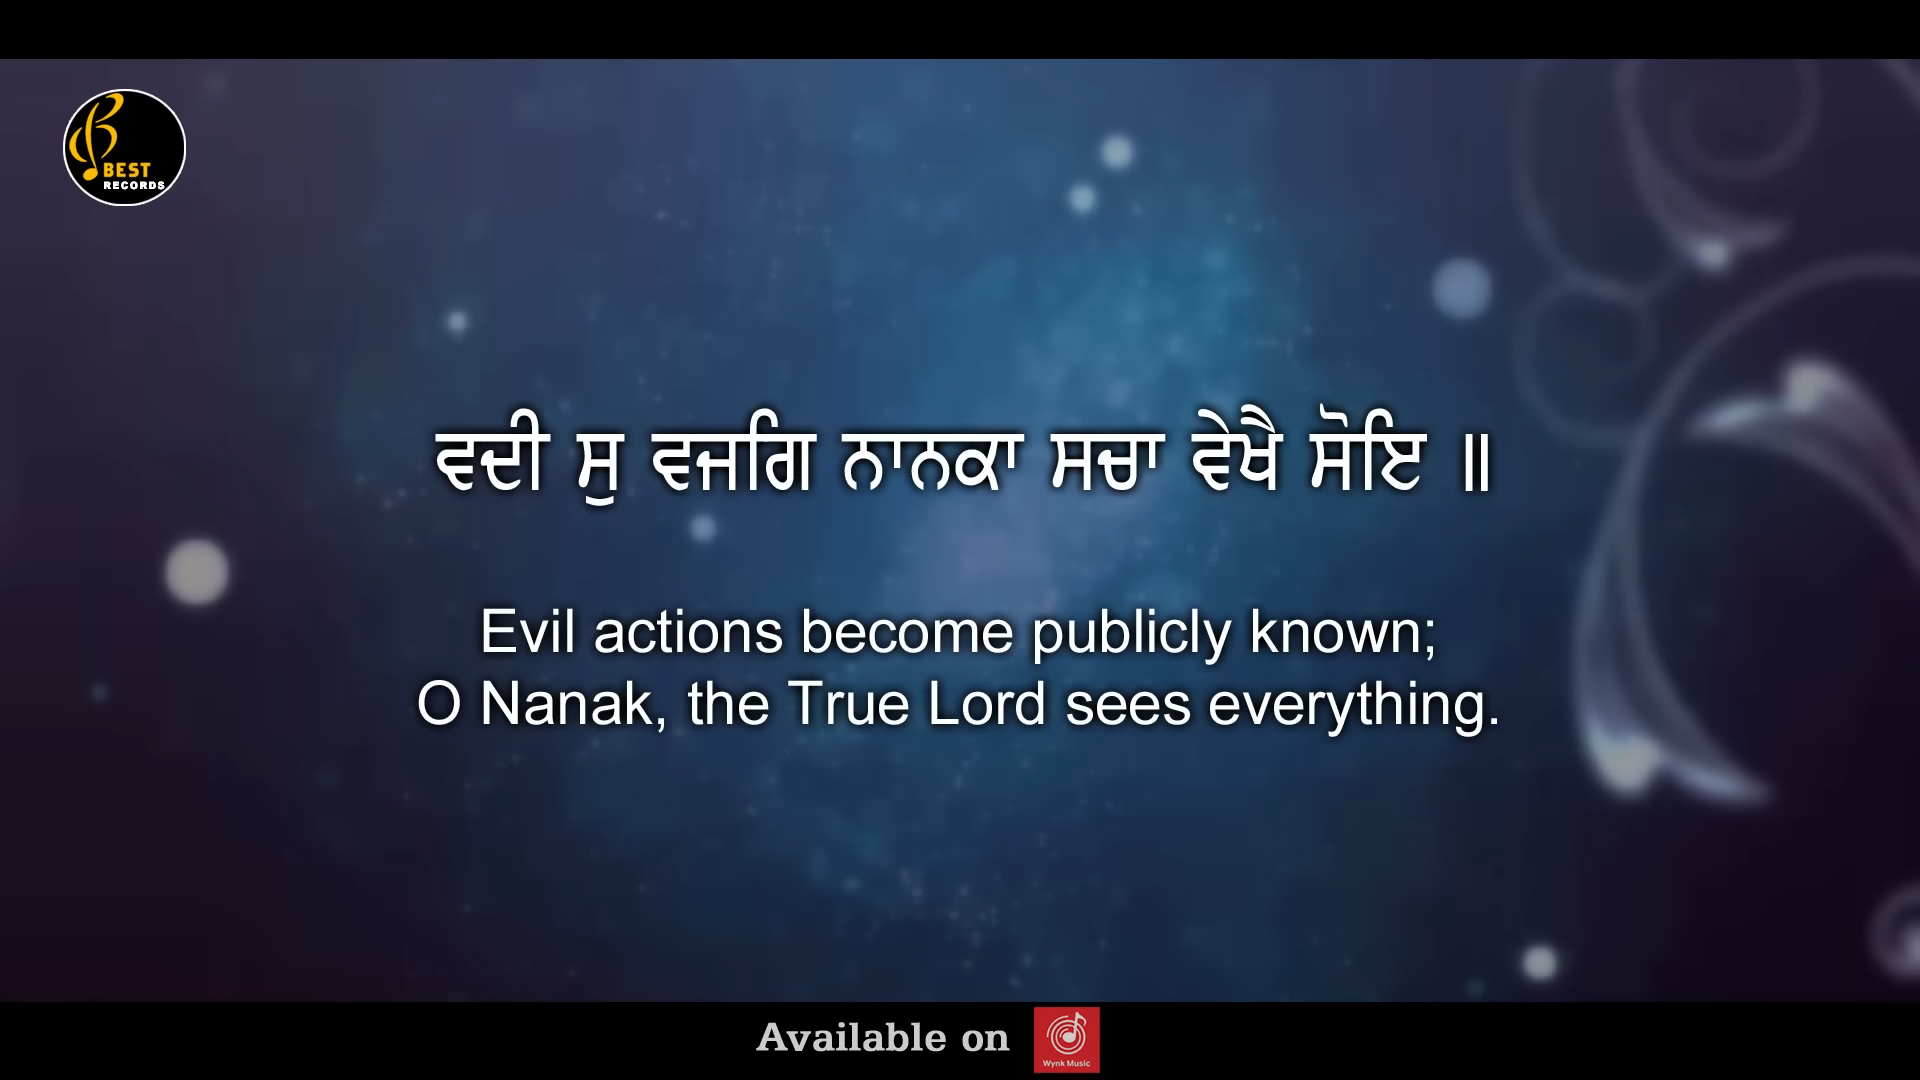 BEST
RECORDS
ਵਦੀ ਸੁ ਵਜਗਿ ਨਾਨਕਾ ਸਚਾ ਵੇਖੈ ਸੋਇ ॥
Evil actions become publicly known;
O Nanak, the True Lord sees everything.
Available on
Wynk Music